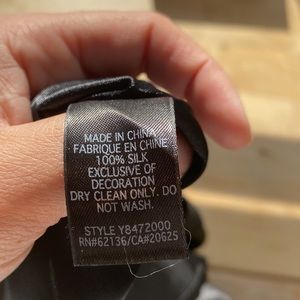 MADE IN CHINA
FABRIQUE EN CHINE
100% SILK
EXCLUSIVE OF
DECORATION
DRY CLEAN ONLY. DO
NOT WASH.
STYLE Y8472000
RN#62136/CA#20625